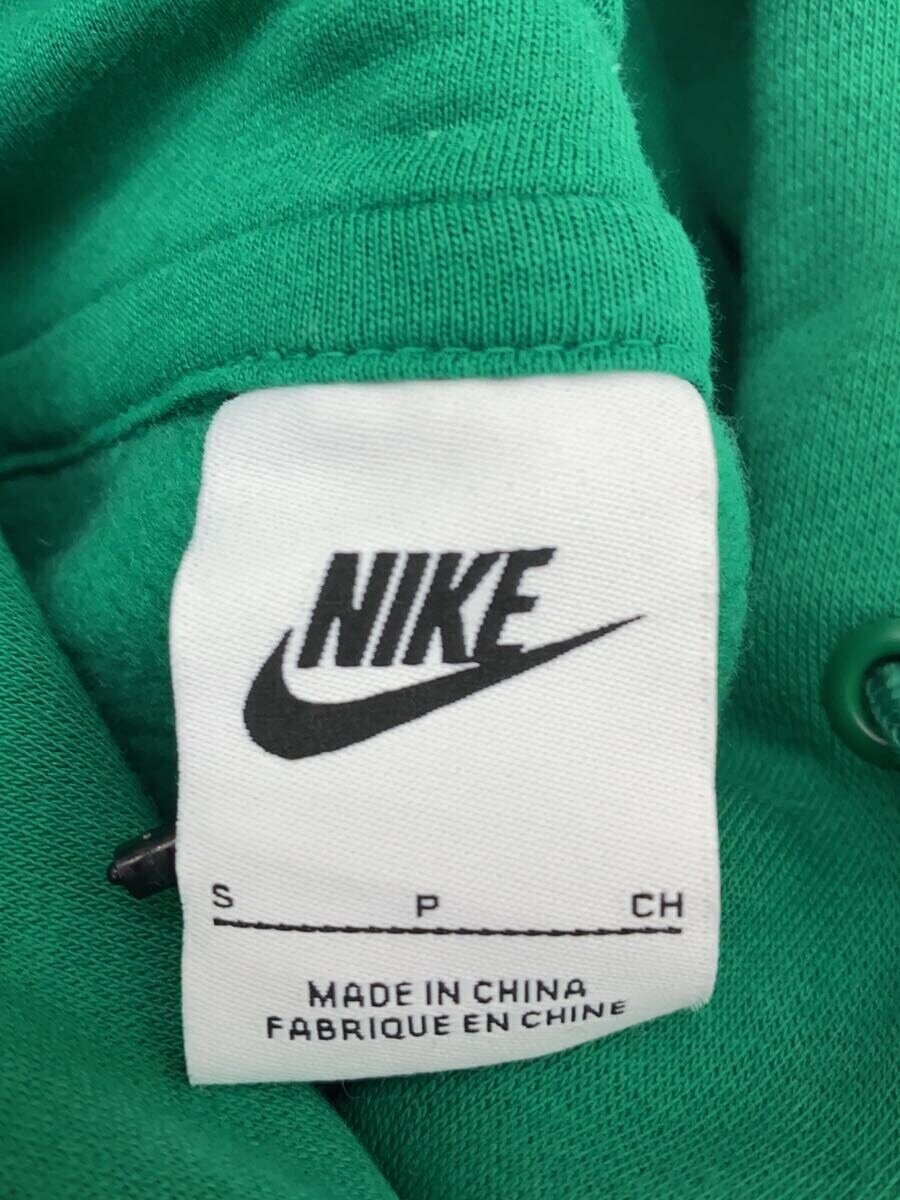 NIKE
S P CH
MADE IN CHINA
FABRIQUE EN CHINE